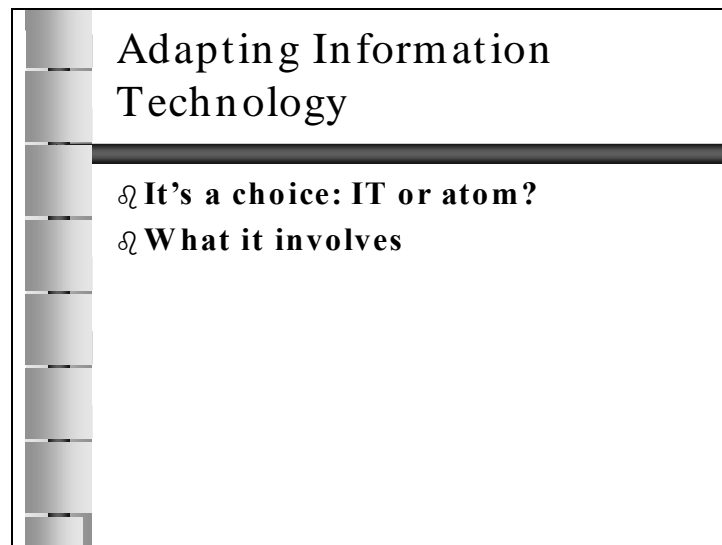 Adapting Information
Technology
♌It’s a choice: IT or atom?
♌What it involves